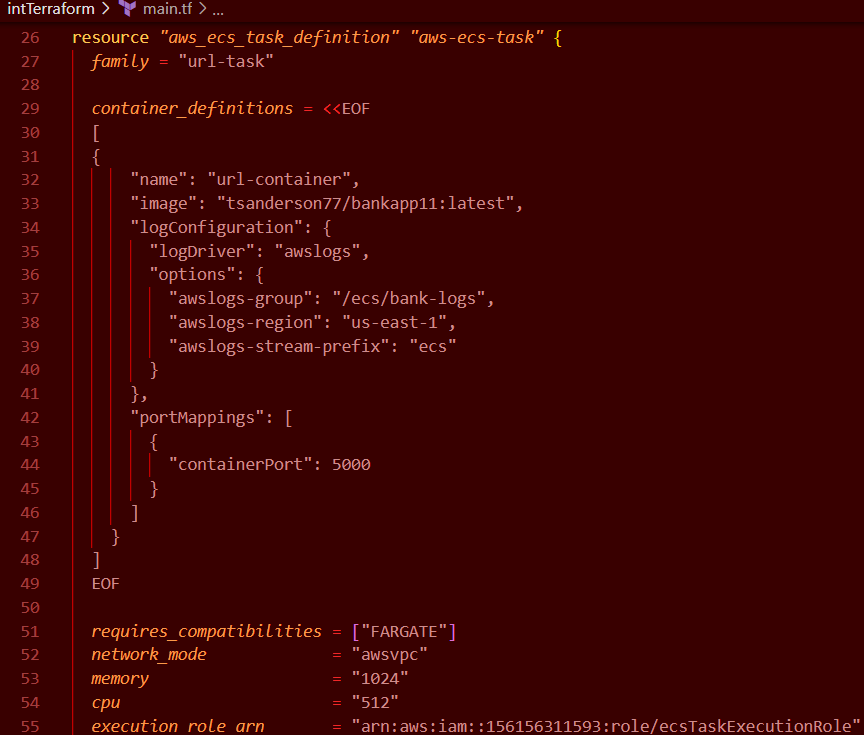 intTerraform > main.tf > ...
26 resource "aws_ecs_task_definition" "aws-ecs-task" {
27   family = "url-task"
28
29   container_definitions = <<EOF
30   [
31   {
32       "name": "url-container",
33       "image": "tsanderson77/bankapp11:latest",
34       "logConfiguration": {
35         "logDriver": "awslogs",
36         "options": {
37           "awslogs-group": "/ecs/bank-logs",
38           "awslogs-region": "us-east-1",
39           "awslogs-stream-prefix": "ecs"
40         }
41       },
42       "portMappings": [
43         {
44           "containerPort": 5000
45         }
46       ]
47     }
48   ]
49   EOF
50
51   requires_compatibilities = ["FARGATE"]
52   network_mode             = "awsvpc"
53   memory                   = "1024"
54   cpu                      = "512"
55   execution_role_arn       = "arn:aws:iam::156156311593:role/ecsTaskExecutionRole"